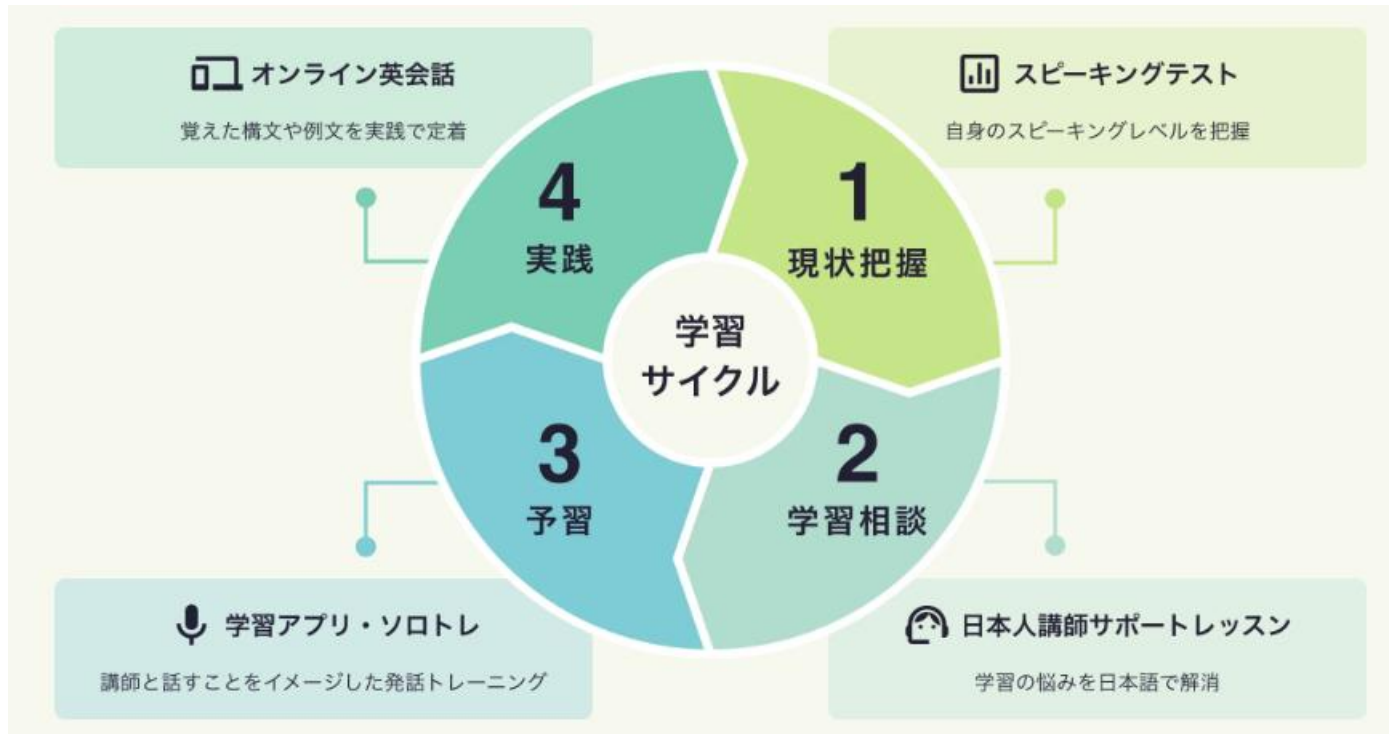 オンライン英会話
覚えた構文や例文を実践で定着
スピーキングテスト
自身のスピーキングレベルを把握
4
実践
1
現状把握
学習
サイクル
3
予習
2
学習相談
学習アプリ・ソロトレ
講師と話すことをイメージした発話トレーニング
日本人講師サポートレッスン
学習の悩みを日本語で解消